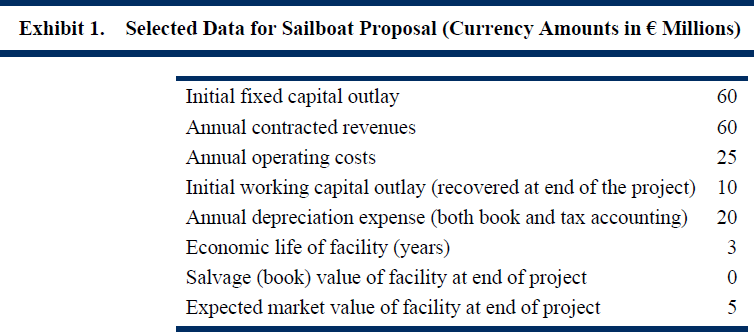 Exhibit 1. Selected Data for Sailboat Proposal (Currency Amounts in € Millions)
Initial fixed capital outlay 60
Annual contracted revenues 60
Annual operating costs 25
Initial working capital outlay (recovered at end of the project) 10
Annual depreciation expense (both book and tax accounting) 20
Economic life of facility (years) 3
Salvage (book) value of facility at end of project 0
Expected market value of facility at end of project 5